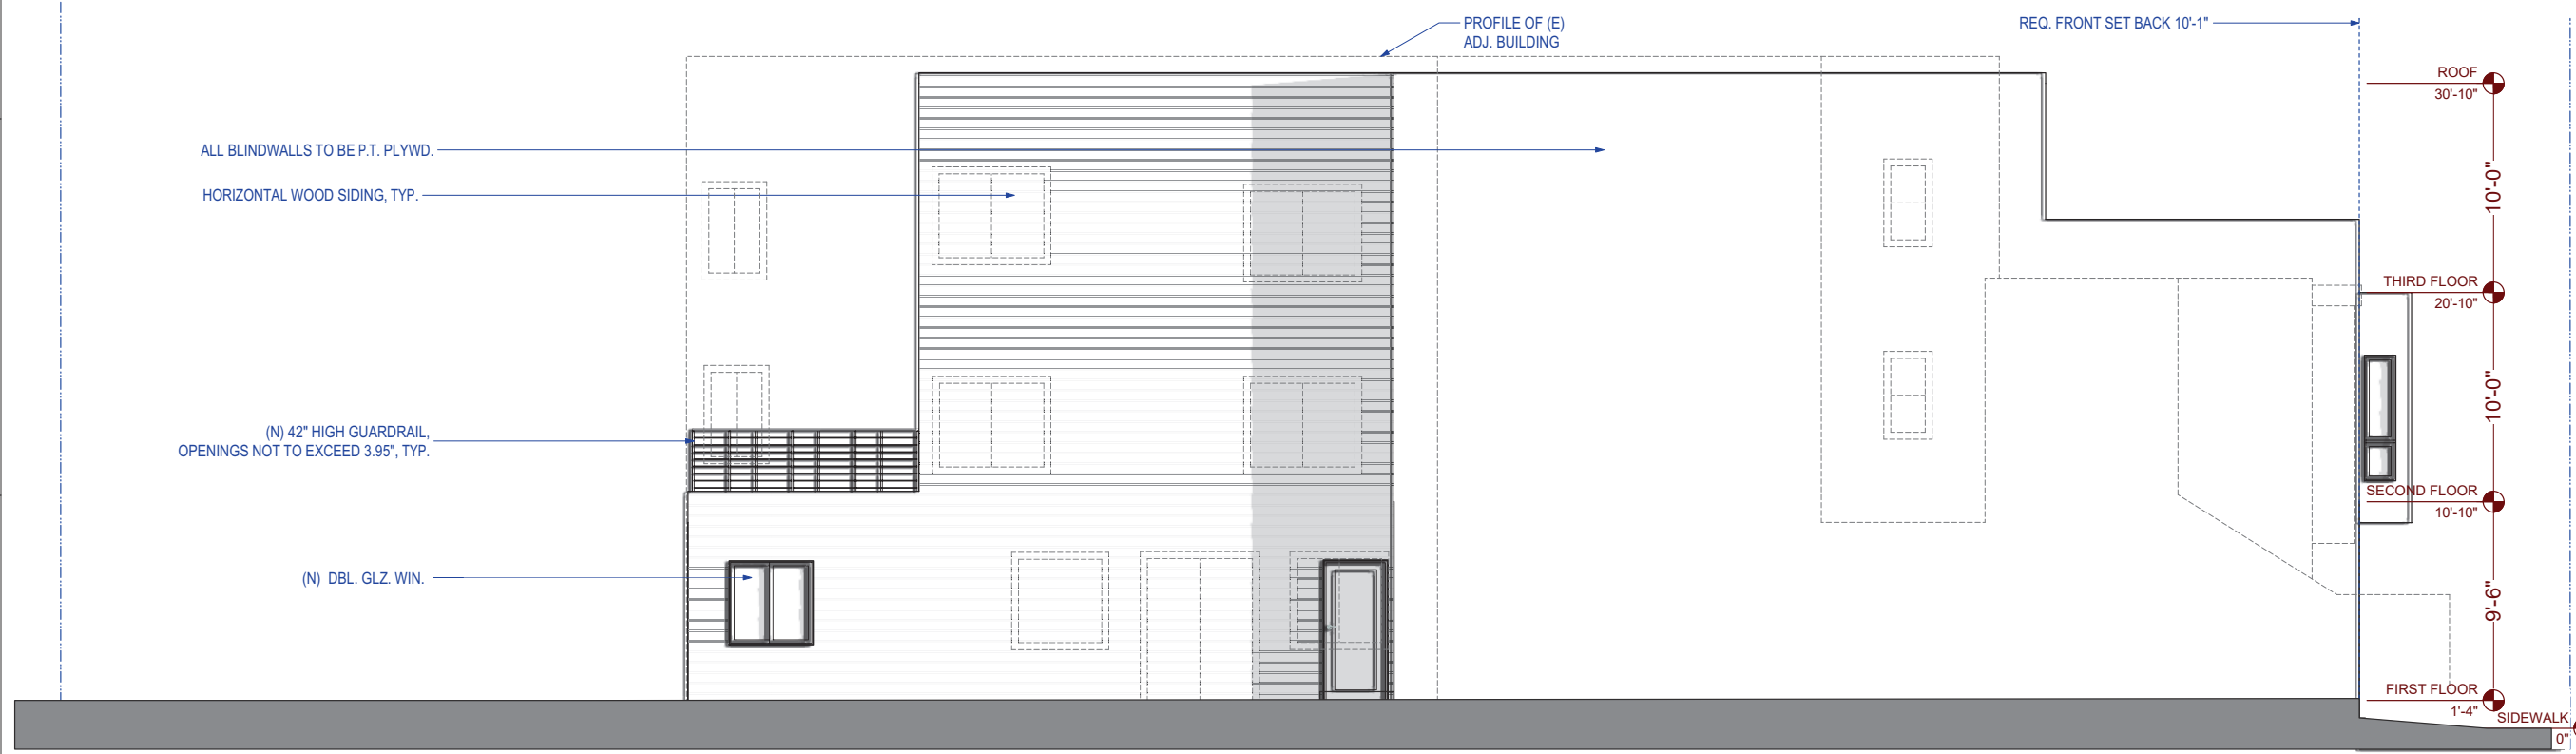 PROFILE OF (E)
ADJ. BUILDING
REQ. FRONT SET BACK 10'-1"
ROOF
30'-10"
ALL BLINDWALLS TO BE P.T. PLYWD.
HORIZONTAL WOOD SIDING, TYP.
10'-0"
THIRD FLOOR
20'-10"
10'-0"
(N) 42" HIGH GUARDRAIL,
OPENINGS NOT TO EXCEED 3.95", TYP.
SECOND FLOOR
10'-10"
(N) DBL. GLZ. WIN.
9'-6"
FIRST FLOOR
1'-4"
SIDEWALK
0"